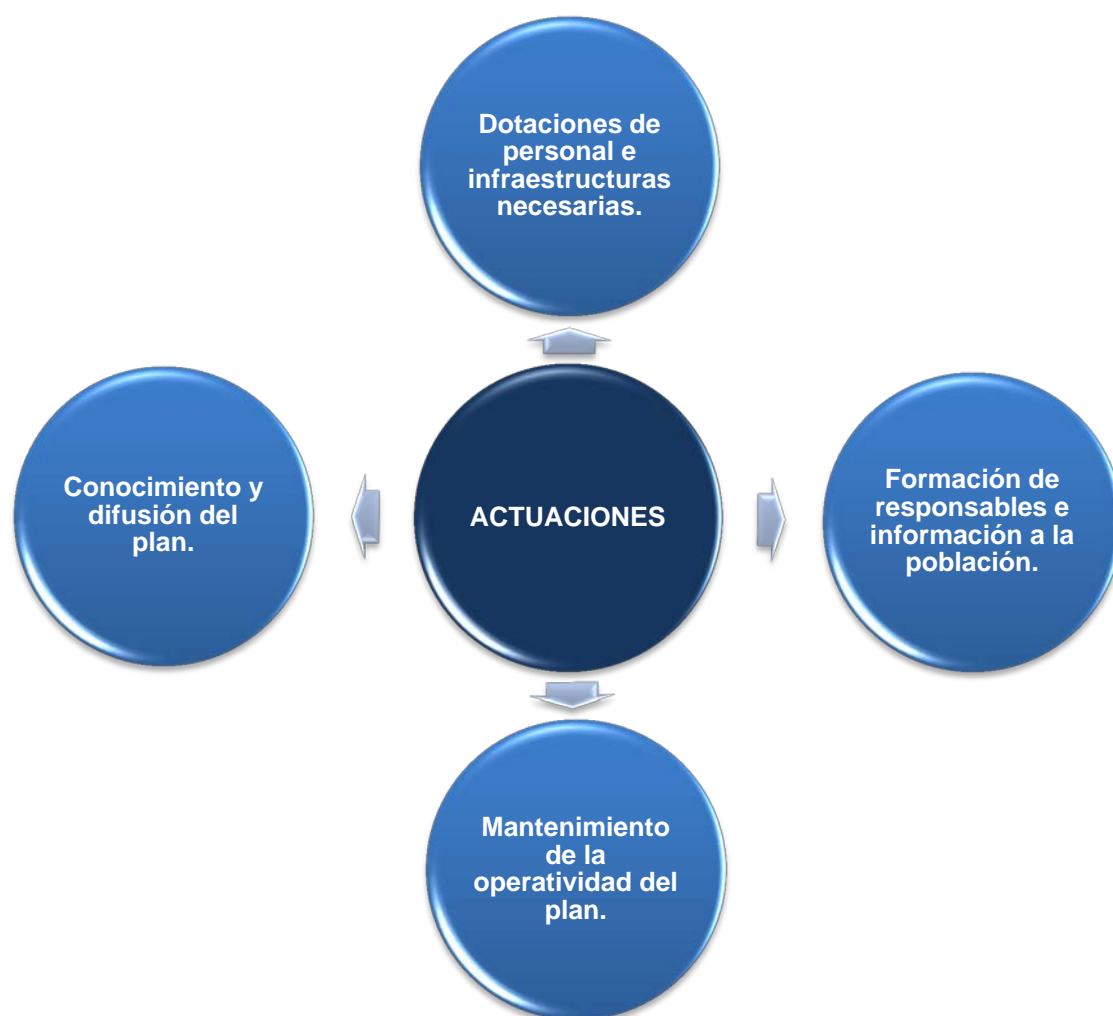 Dotaciones de
personal e
infraestructuras
necesarias.
Conocimiento y
difusión del
plan.
ACTUACIONES
Formación de
responsables e
información a la
población.
Mantenimiento
de la
operatividad del
plan.